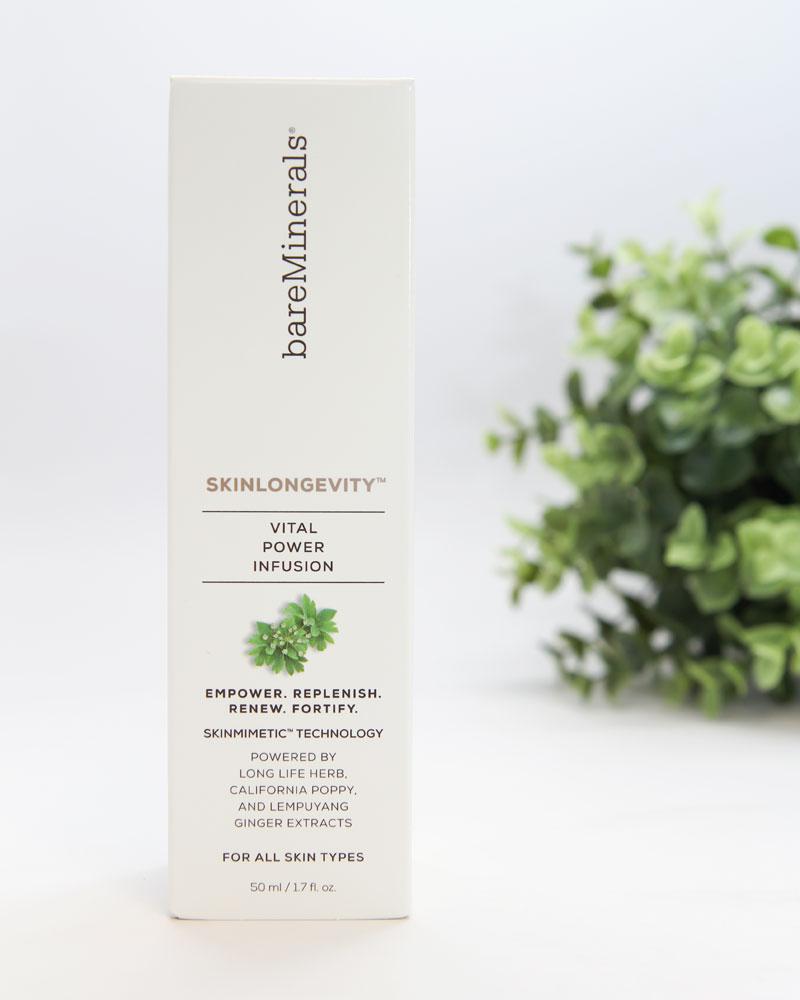 bareMinerals®
SKINLONGEVITY™
VITAL
POWER
INFUSION
EMPOWER. REPLENISH.
RENEW. FORTIFY.
SKINMIMETIC™ TECHNOLOGY
POWERED BY
LONG LIFE HERB,
CALIFORNIA POPPY,
AND LEMPUYANG
GINGER EXTRACTS
FOR ALL SKIN TYPES
50 ml / 1.7 fl. oz.